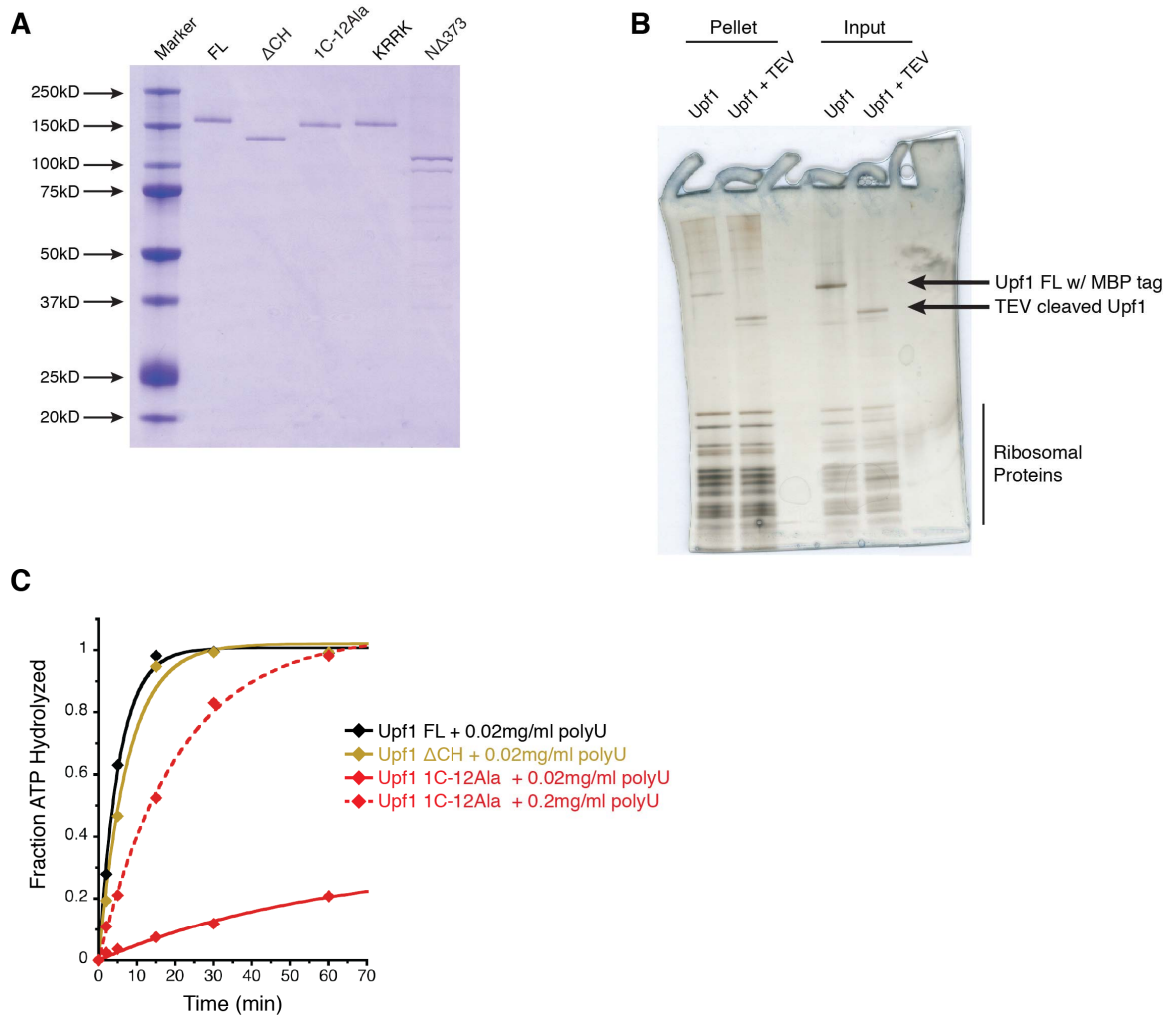 A
Marker
FL
ΔCH
1C-12Ala
KRRK
NΔ373
250kD
150kD
100kD
75kD
50kD
37kD
25kD
20kD
B
Pellet
Input
Upf1
Upf1 + TEV
Upf1
Upf1 + TEV
Upf1 FL w/ MBP tag
TEV cleaved Upf1
Ribosomal
Proteins
C
Fraction ATP Hydrolyzed
1
0.8
0.6
0.4
0.2
0
0 10 20 30 40 50 60 70
Time (min)
Upf1 FL + 0.02mg/ml polyU
Upf1 ΔCH + 0.02mg/ml polyU
Upf1 1C-12Ala + 0.02mg/ml polyU
Upf1 1C-12Ala + 0.2mg/ml polyU